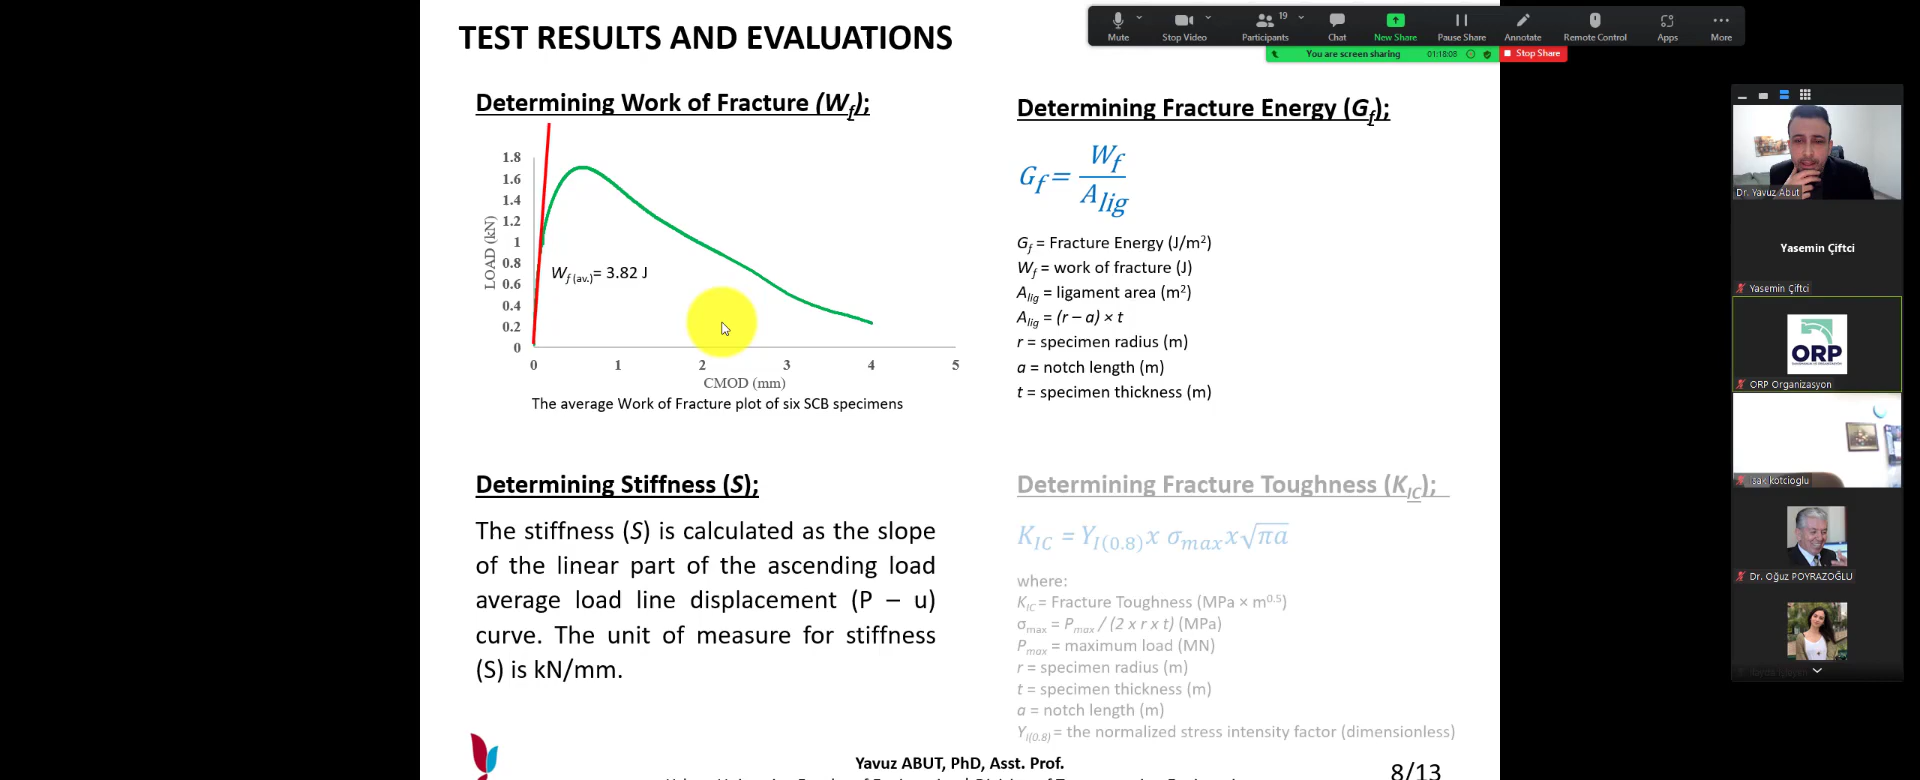 TEST RESULTS AND EVALUATIONS
Mute
Stop Video
19
Participants
Chat
New Share
Pause Share
Annotate
Remote Control
Apps
More
You are screen sharing
01:18:08
Stop Share
Determining Work of Fracture (Wf);
LOAD (kN)
1.8
1.6
1.4
1.2
1
0.8
0.6
0.4
0.2
0
Wf (av.)= 3.82 J
0 1 2 3 4 5
CMOD (mm)
The average Work of Fracture plot of six SCB specimens
Determining Fracture Energy (Gf);
Gf = Wf / Alig
Gf = Fracture Energy (J/m²)
Wf = work of fracture (J)
Alig = ligament area (m²)
Alig = (r – a) × t
r = specimen radius (m)
a = notch length (m)
t = specimen thickness (m)
Determining Stiffness (S);
The stiffness (S) is calculated as the slope
of the linear part of the ascending load
average load line displacement (P – u)
curve. The unit of measure for stiffness
(S) is kN/mm.
Determining Fracture Toughness (KIC);
KIC = YI(0.8) x σmax x √πa
where:
KIC = Fracture Toughness (MPa × m0.5)
σmax = Pmax / (2 x r x t) (MPa)
Pmax = maximum load (MN)
r = specimen radius (m)
t = specimen thickness (m)
a = notch length (m)
YI(0.8) = the normalized stress intensity factor (dimensionless)
Yavuz ABUT, PhD, Asst. Prof.
8/13
Dr. Yavuz Abut
Yasemin Çiftci
Yasemin Çiftci
ORP
ORP Organizasyon
isak kotcioglu
Dr. Oğuz POYRAZOĞLU